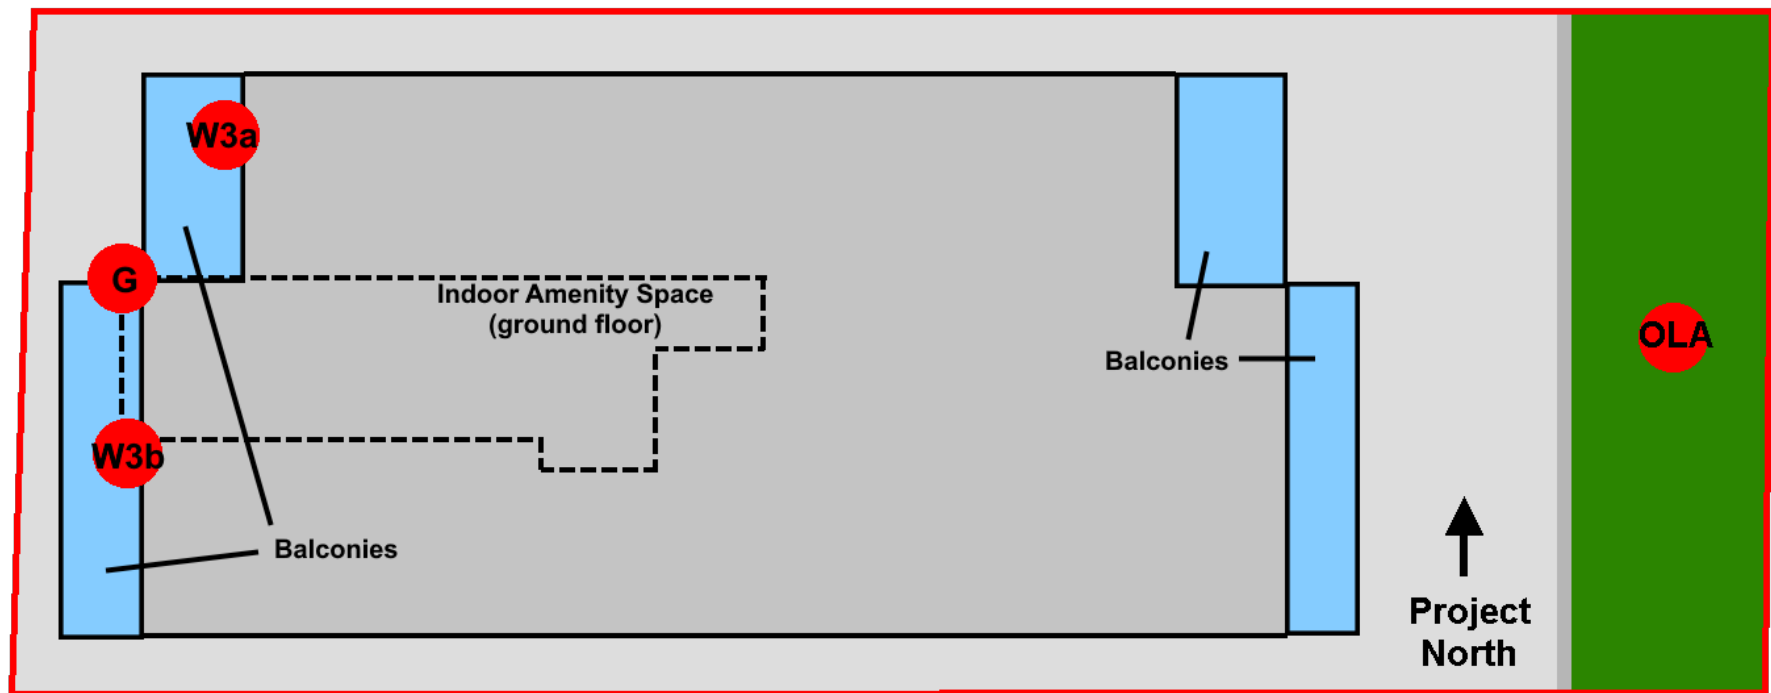 W3a
G
Indoor Amenity Space
(ground floor)
Balconies
OLA
W3b
Balconies
Project
North